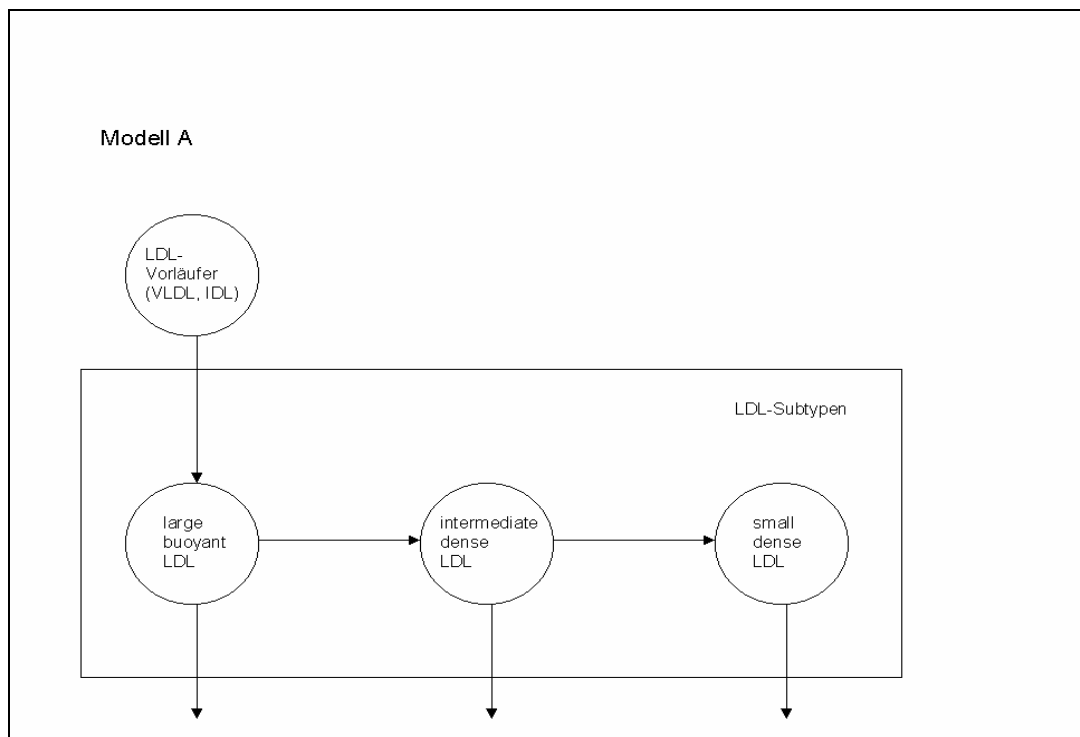 Modell A
LDL-
Vorläufer
(VLDL, IDL)
LDL-Subtypen
large
buoyant
LDL
intermediate
dense
LDL
small
dense
LDL